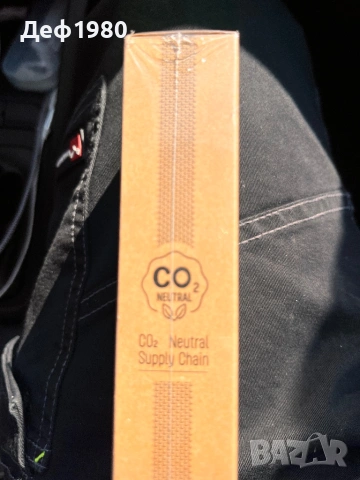 Деф1980.
CO2
NEUTRAL
CO₂ Neutral
Supply Chain
BAZAR